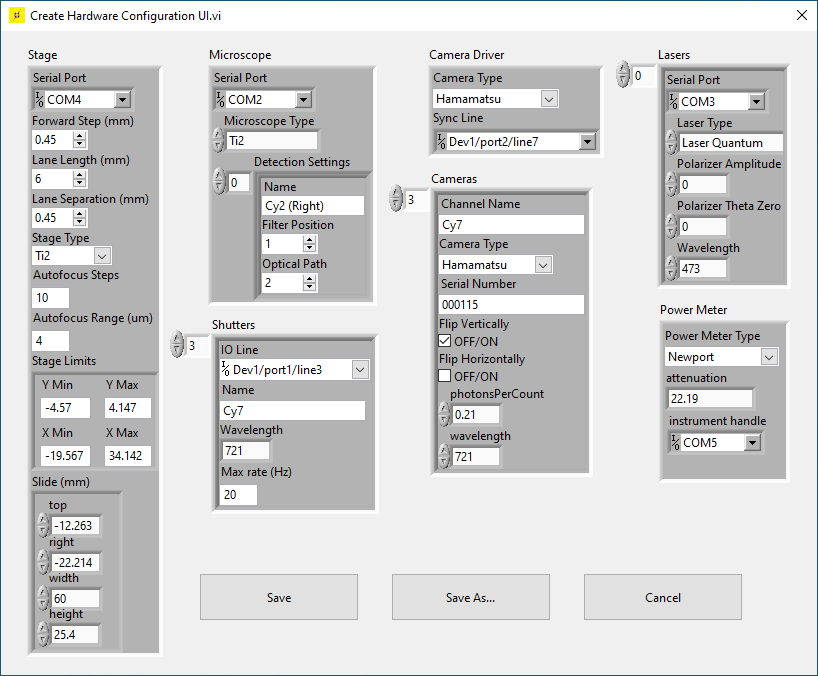 Create Hardware Configuration UI.vi
Stage
Serial Port
COM4
Forward Step (mm)
0.45
Lane Length (mm)
6
Lane Separation (mm)
0.45
Stage Type
Ti2
Autofocus Steps
10
Autofocus Range (um)
4
Stage Limits
Y Min
Y Max
-4.57
4.147
X Min
X Max
-19.567
34.142
Slide (mm)
top
-12.263
right
-22.214
width
60
height
25.4
Microscope
Serial Port
COM2
Microscope Type
Ti2
Detection Settings
0
Name
Cy2 (Right)
Filter Position
1
Optical Path
2
Shutters
3
IO Line
Dev1/port1/line3
Name
Cy7
Wavelength
721
Max rate (Hz)
20
Camera Driver
Camera Type
Hamamatsu
Sync Line
Dev1/port2/line7
Cameras
3
Channel Name
Cy7
Camera Type
Hamamatsu
Serial Number
000115
Flip Vertically
OFF/ON
Flip Horizontally
OFF/ON
photonsPerCount
0.21
wavelength
721
Lasers
0
Serial Port
COM3
Laser Type
Laser Quantum
Polarizer Amplitude
0
Polarizer Theta Zero
0
Wavelength
473
Power Meter
Power Meter Type
Newport
attenuation
22.19
instrument handle
COM5
Save
Save As...
Cancel